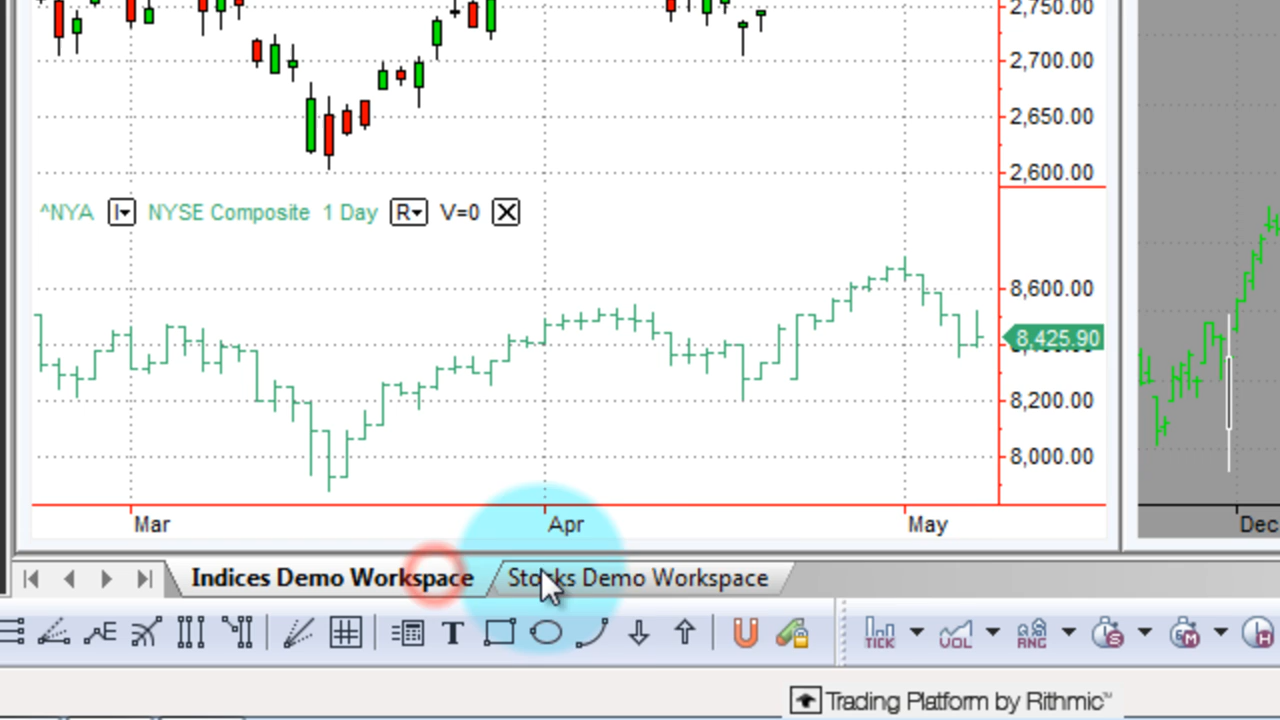 2,750.00
2,700.00
2,650.00
2,600.00
^NYA I NYSE Composite 1 Day R V=0 X
8,600.00
8,425.90
8,200.00
8,000.00
Mar Apr May Dec
Indices Demo Workspace Stocks Demo Workspace
T TICK VOL RNG S M H
Trading Platform by Rithmic™